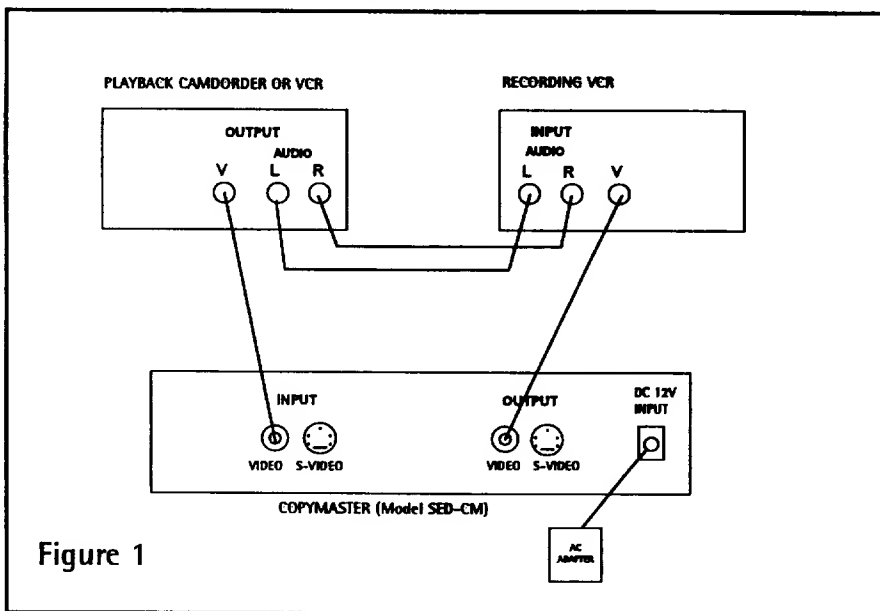 PLAYBACK CAMDORDER OR VCR
RECORDING VCR
OUTPUT
AUDIO
V L R
INPUT
AUDIO
L R V
INPUT
VIDEO S-VIDEO
OUTPUT
VIDEO S-VIDEO
DC 12V
INPUT
COPYMASTER (Model SED-CM)
AC
ADAPTER
Figure 1